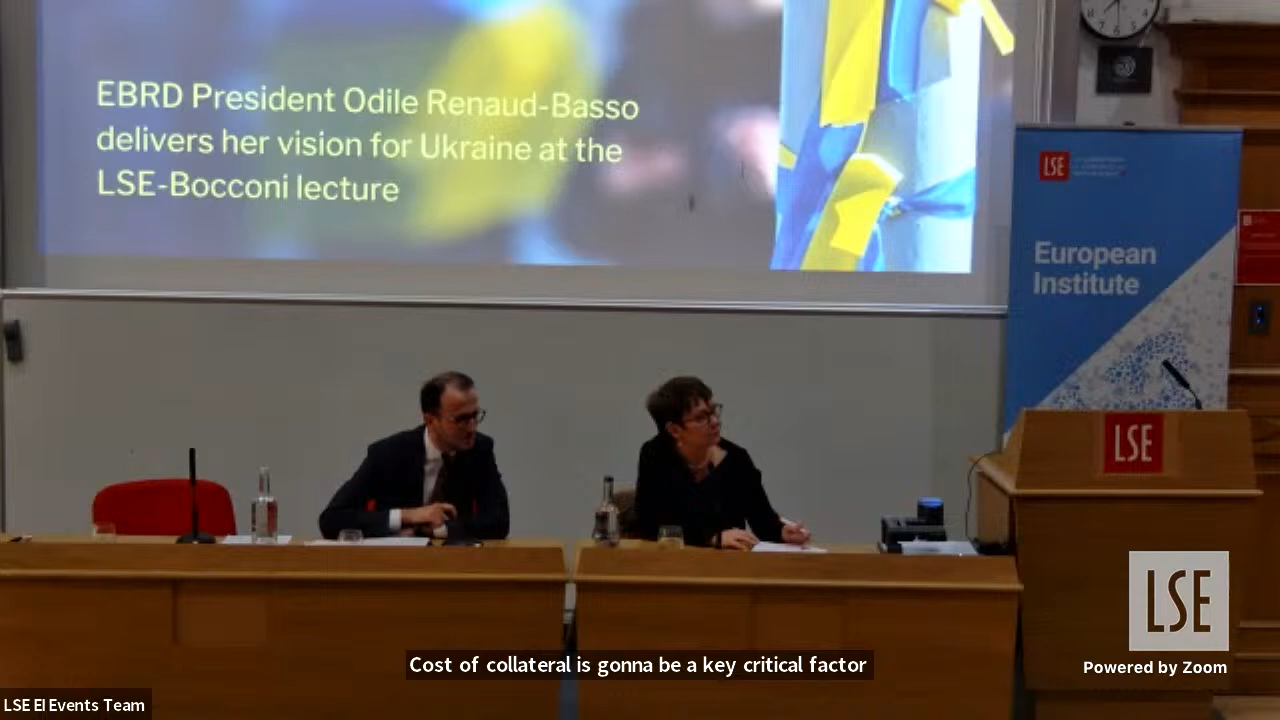 EBRD President Odile Renaud-Basso
delivers her vision for Ukraine at the
LSE-Bocconi lecture
LSE
European
Institute
LSE
LSE
Powered by Zoom
Cost of collateral is gonna be a key critical factor
LSE EI Events Team